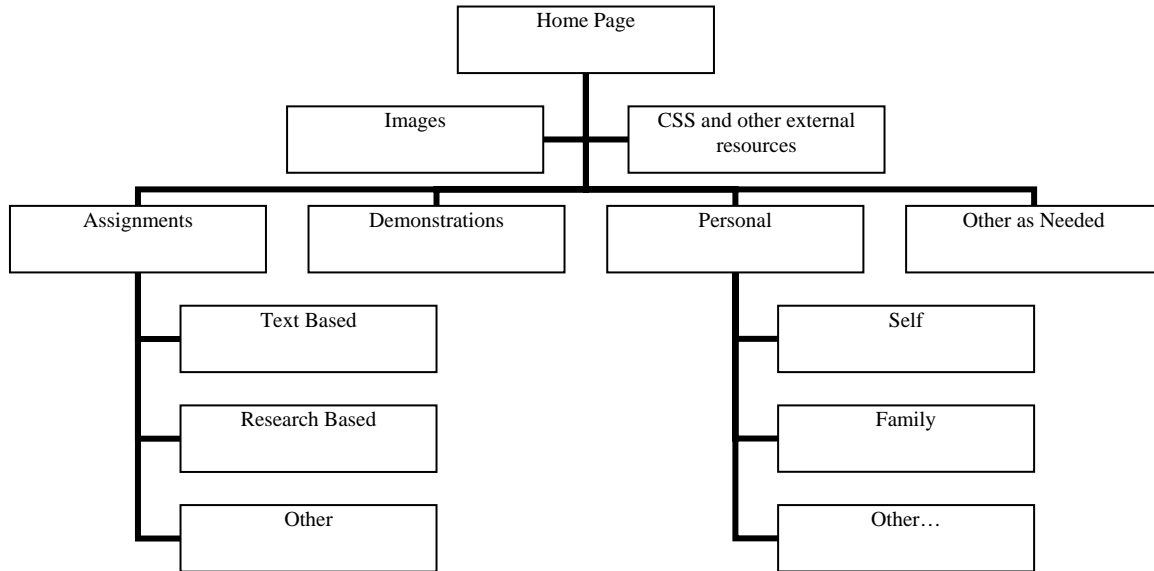 Home Page
Images
CSS and other external
resources
Assignments
Demonstrations
Personal
Other as Needed
Text Based
Self
Research Based
Family
Other
Other…